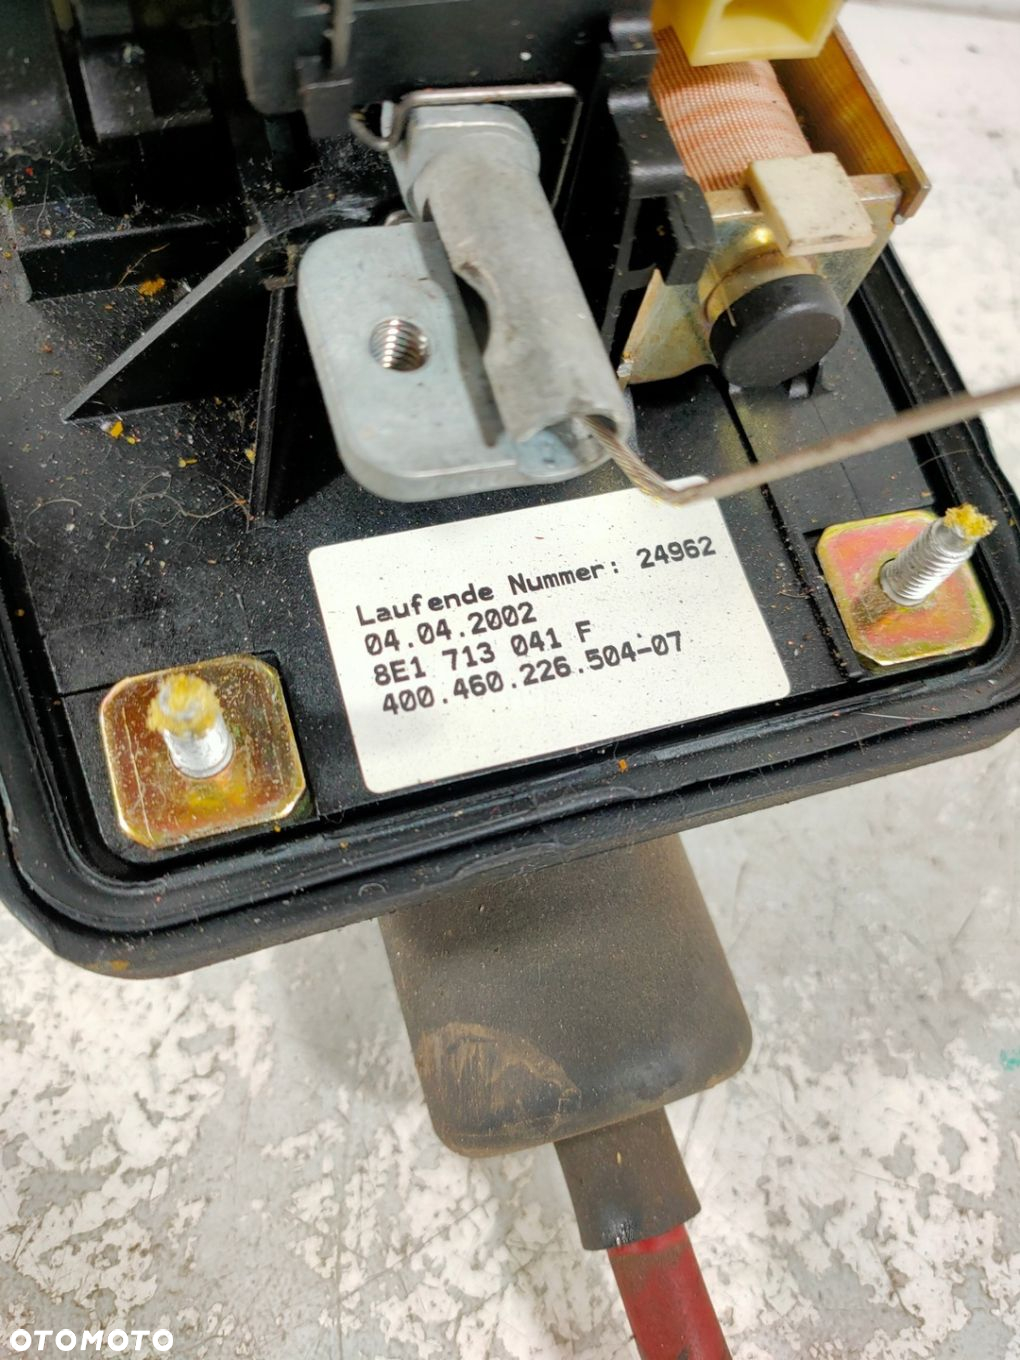 Laufende Nummer: 24962
04.04.2002
8E1 713 041 F
400.460.226.504-07
OTOMOTO